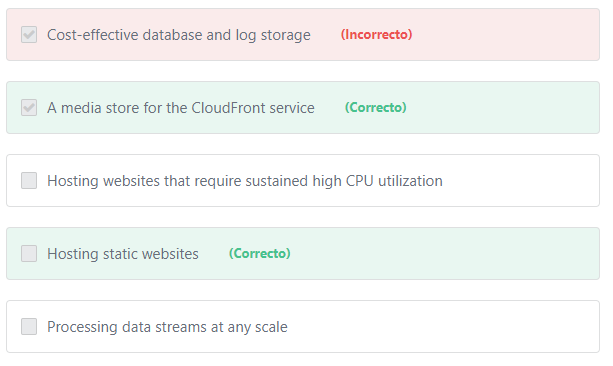 Cost-effective database and log storage (Incorrecto)
A media store for the CloudFront service (Correcto)
Hosting websites that require sustained high CPU utilization
Hosting static websites (Correcto)
Processing data streams at any scale